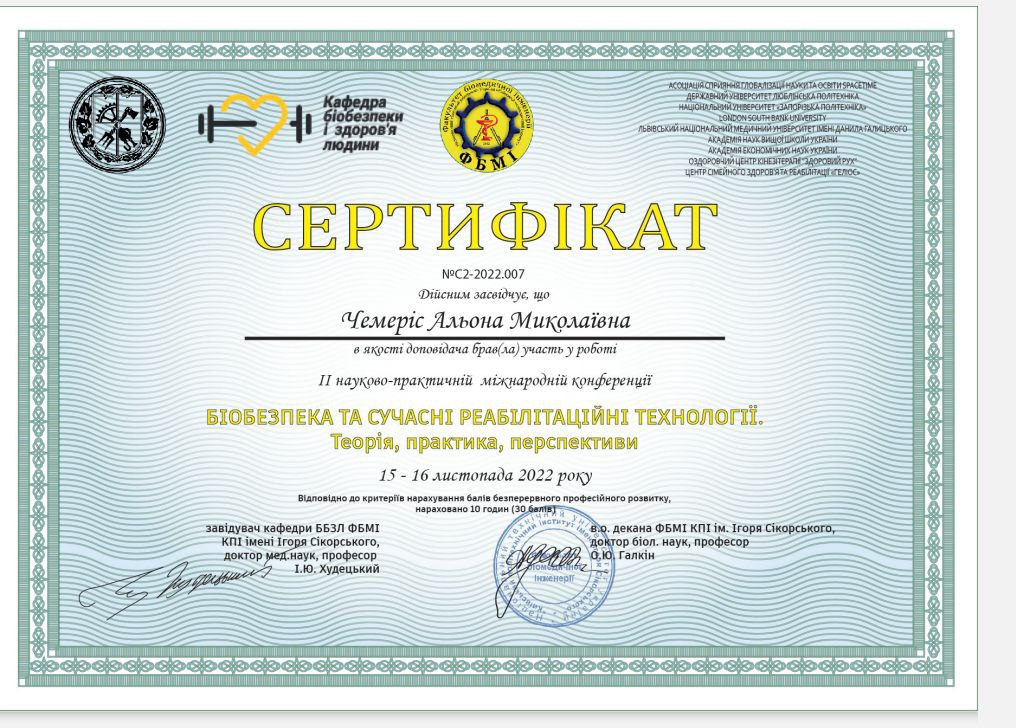 Кафедра
біобезпеки
і здоров'я
людини
Факультет біомедичної інженерії
ФБМІ
АСОЦІАЦІЯ СПРИЯННЯ ГЛОБАЛІЗАЦІЇ НАУКИ ТА ОСВІТИ SPACETIME
ДЕРЖАВНИЙ УНІВЕРСИТЕТ ЛЮБЛІНСЬКА ПОЛІТЕХНІКА
НАЦІОНАЛЬНИЙ УНІВЕРСИТЕТ «ЗАПОРІЗЬКА ПОЛІТЕХНІКА»
LONDON SOUTH BANK UNIVERSITY
ЛЬВІВСЬКИЙ НАЦІОНАЛЬНИЙ МЕДИЧНИЙ УНІВЕРСИТЕТ ІМЕНІ ДАНИЛА ГАЛИЦЬКОГО
АКАДЕМІЯ НАУК ВИЩОЇ ШКОЛИ УКРАЇНИ
АКАДЕМІЯ ЕКОНОМІЧНИХ НАУК УКРАЇНИ
ОЗДОРОВЧИЙ ЦЕНТР КІНЕЗІТЕРАПІЇ "ЗДОРОВИЙ РУХ"
ЦЕНТР СІМЕЙНОГО ЗДОРОВ'Я ТА РЕАБІЛІТАЦІЇ «ГЕЛІОС»
СЕРТИФІКАТ
№С2-2022.007
Дійсним засвідчує, що
Чемеріс Альона Миколаївна
в якості доповідача брав(ла) участь у роботі
ІІ науково-практичній міжнародній конференції
БІОБЕЗПЕКА ТА СУЧАСНІ РЕАБІЛІТАЦІЙНІ ТЕХНОЛОГІЇ.
Теорія, практика, перспективи
15 - 16 листопада 2022 року
Відповідно до критеріїв нарахування балів безперервного професійного розвитку,
нараховано 10 годин (30 балів)
завідувач кафедри ББЗЛ ФБМІ
КПІ імені Ігоря Сікорського,
доктор мед.наук, професор
І.Ю. Худецький
в.о. декана ФБМІ КПІ ім. Ігоря Сікорського,
доктор біол. наук, професор
О.Ю. Галкін
біомедичної
інженерії